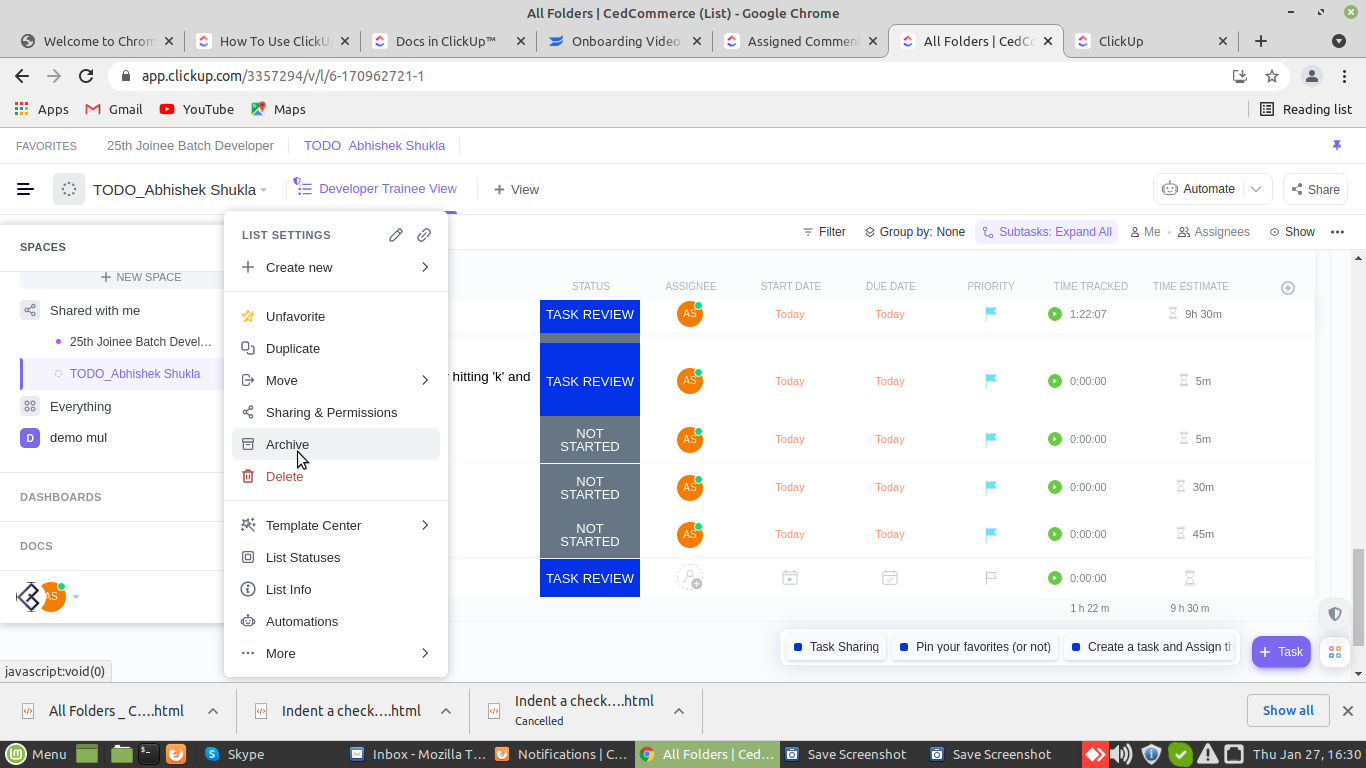 All Folders | CedCommerce (List) - Google Chrome
Welcome to Chrom
How To Use ClickU
Docs in ClickUp™
Onboarding Video
Assigned Commen
All Folders | CedCo
ClickUp
app.clickup.com/3357294/v/l/6-170962721-1
Apps
Gmail
YouTube
Maps
Reading list
FAVORITES
25th Joinee Batch Developer
TODO_Abhishek Shukla
TODO_Abhishek Shukla
Developer Trainee View
+ View
Automate
Share
SPACES
+ NEW SPACE
Shared with me
25th Joinee Batch Devel...
TODO_Abhishek Shukla
Everything
D demo mul
DASHBOARDS
DOCS
AS
LIST SETTINGS
Create new
Unfavorite
Duplicate
Move
Sharing & Permissions
Archive
Delete
Template Center
List Statuses
List Info
Automations
More
Filter
Group by: None
Subtasks: Expand All
Me
Assignees
Show
STATUS ASSIGNEE START DATE DUE DATE PRIORITY TIME TRACKED TIME ESTIMATE
TASK REVIEW AS Today Today 1:22:07 9h 30m
hitting 'k' and TASK REVIEW AS Today Today 0:00:00 5m
NOT STARTED AS Today Today 0:00:00 5m
NOT STARTED AS Today Today 0:00:00 30m
NOT STARTED AS Today Today 0:00:00 45m
TASK REVIEW 0:00:00
1 h 22 m 9 h 30 m
Task Sharing
Pin your favorites (or not)
Create a task and Assign th
+ Task
javascript:void(0)
All Folders _ C....html
Indent a check....html
Indent a check....html
Cancelled
Show all
Menu
Skype
Inbox - Mozilla T...
Notifications | C...
All Folders | Ced...
Save Screenshot
Save Screenshot
Thu Jan 27, 16:30